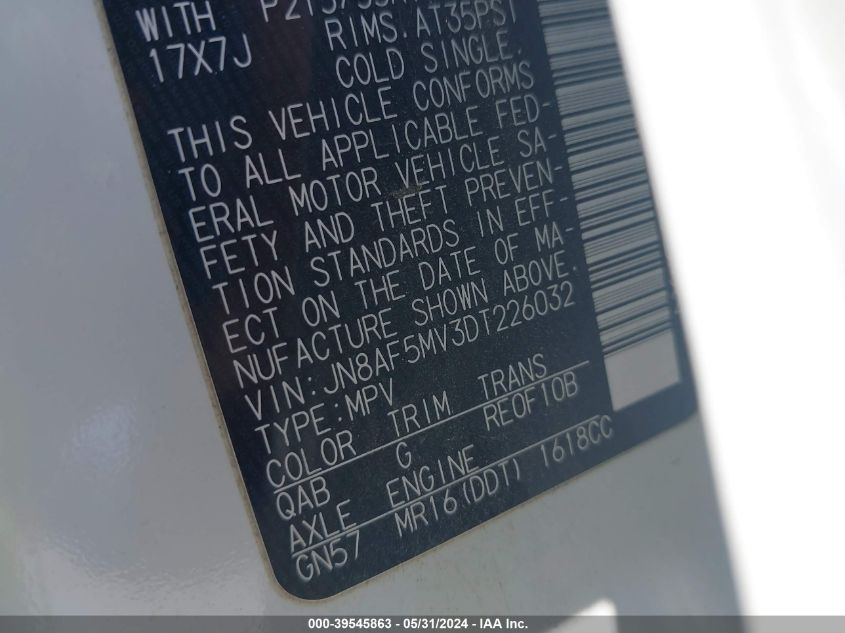 WITH
17X7J RIMS. AT35PSI
COLD SINGLE.
THIS VEHICLE CONFORMS
TO ALL APPLICABLE FED-
ERAL MOTOR VEHICLE SA-
FETY AND THEFT PREVEN-
TION STANDARDS IN EFF-
ECT ON THE DATE OF MA-
NUFACTURE SHOWN ABOVE.
VIN:JN8AF5MV3DT226032
TYPE:MPV
COLOR TRIM TRANS
QAB G RE0F10B
AXLE ENGINE
GN57 MR16(DDT) 1618CC
000-39545863 - 05/31/2024 - IAA Inc.